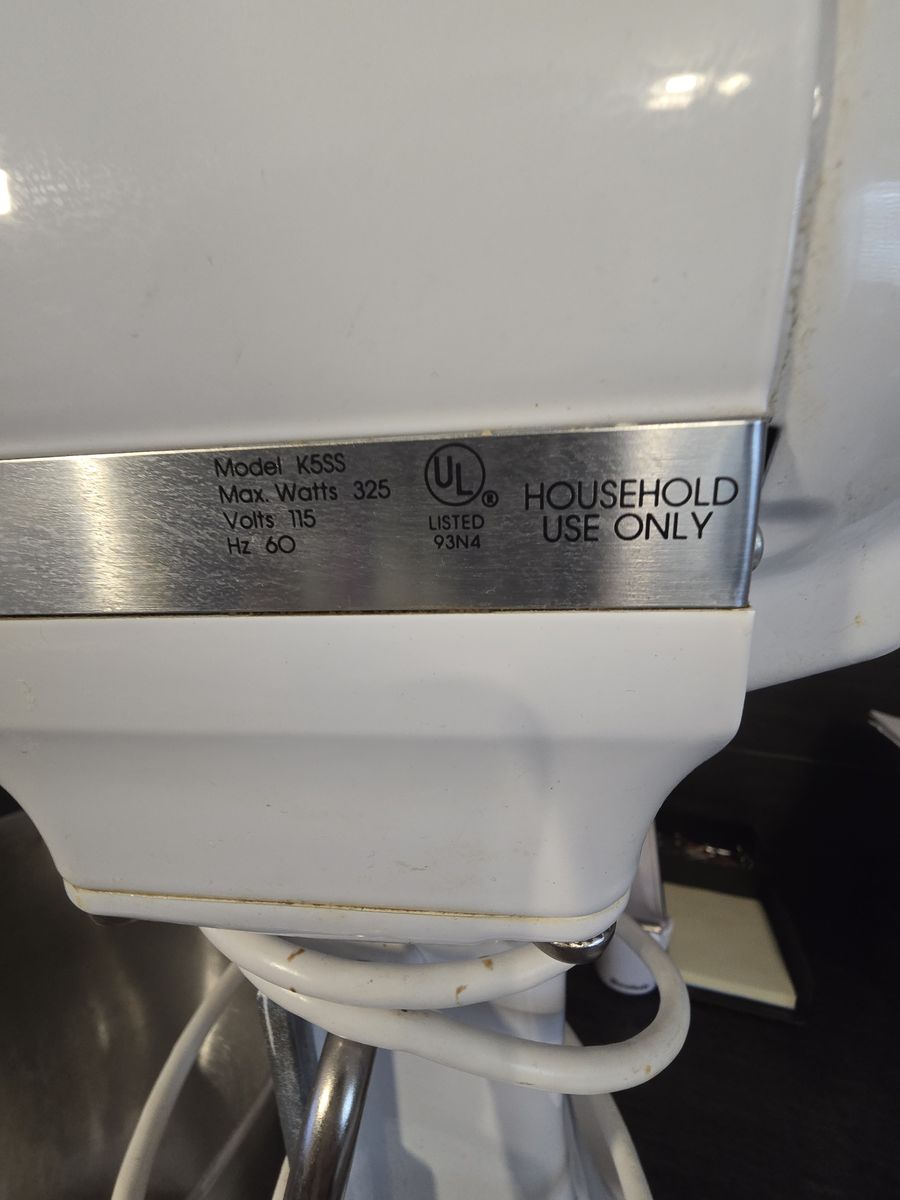 Model K5SS
Max. Watts 325
Volts 115
Hz 60
UL®
LISTED
93N4
HOUSEHOLD
USE ONLY